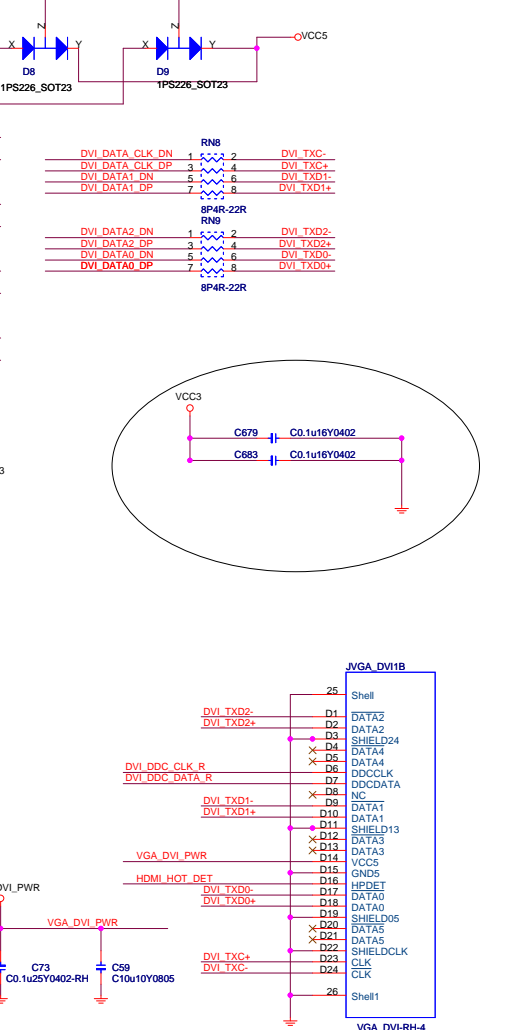 Z Z
X Y X Y VCC5
D8 D9
1PS226_SOT23 1PS226_SOT23
RN8
DVI_DATA_CLK_DN 1 2 DVI_TXC-
DVI_DATA_CLK_DP 3 4 DVI_TXC+
DVI_DATA1_DN 5 6 DVI_TXD1-
DVI_DATA1_DP 7 8 DVI_TXD1+
8P4R-22R
RN9
DVI_DATA2_DN 1 2 DVI_TXD2-
DVI_DATA2_DP 3 4 DVI_TXD2+
DVI_DATA0_DN 5 6 DVI_TXD0-
DVI_DATA0_DP 7 8 DVI_TXD0+
8P4R-22R
VCC3
C679 C0.1u16Y0402
C683 C0.1u16Y0402
3
JVGA_DVI1B
25 Shell
DVI_TXD2- D1 DATA2
DVI_TXD2+ D2 DATA2
D3 SHIELD24
D4 DATA4
D5 DATA4
DVI_DDC_CLK_R D6 DDCCLK
DVI_DDC_DATA_R D7 DDCDATA
D8 NC
DVI_TXD1- D9 DATA1
DVI_TXD1+ D10 DATA1
D11 SHIELD13
D12 DATA3
D13 DATA3
VGA_DVI_PWR D14 VCC5
D15 GND5
HDMI_HOT_DET D16 HPDET
DVI_TXD0- D17 DATA0
DVI_TXD0+ D18 DATA0
D19 SHIELD05
D20 DATA5
D21 DATA5
D22 SHIELDCLK
DVI_TXC+ D23 CLK
DVI_TXC- D24 CLK
26 Shell1
VGA_DVI-RH-4
DVI_PWR
VGA_DVI_PWR
C73 C59
C0.1u25Y0402-RH C10u10Y0805